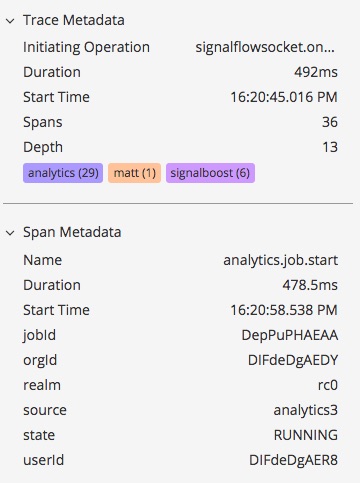 Trace Metadata
Initiating Operation signalflowsocket.on...
Duration 492ms
Start Time 16:20:45.016 PM
Spans 36
Depth 13
analytics (29) matt (1) signalboost (6)
Span Metadata
Name analytics.job.start
Duration 478.5ms
Start Time 16:20:58.538 PM
jobId DepPuPHAEAA
orgId DIFdeDgAEDY
realm rc0
source analytics3
state RUNNING
userId DIFdeDgAER8